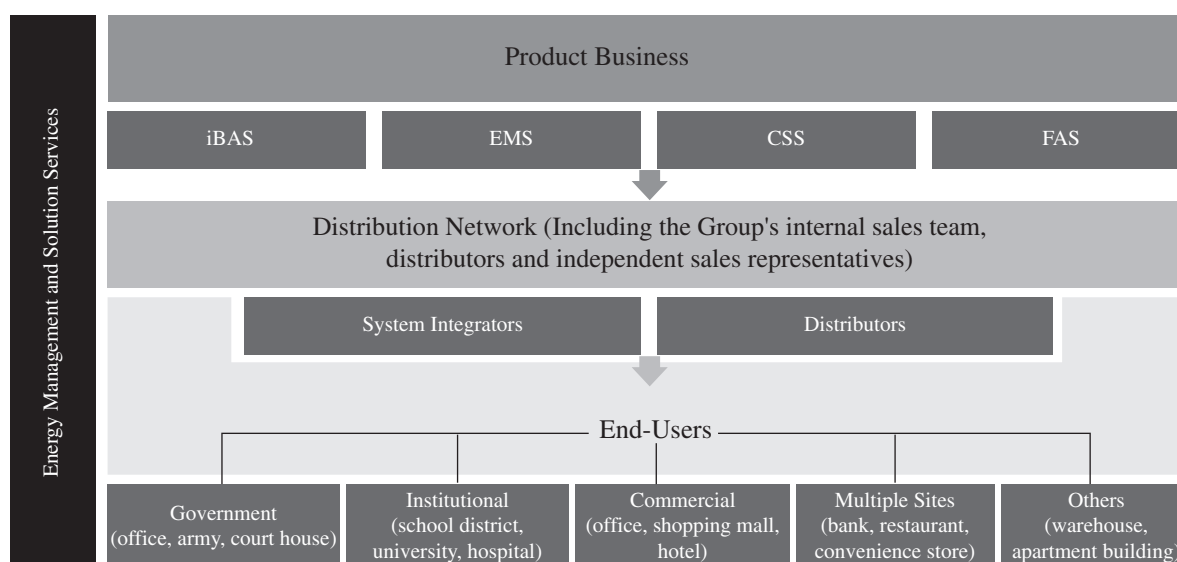 Energy Management and Solution Services
Product Business
iBAS
EMS
CSS
FAS
Distribution Network (Including the Group's internal sales team,
distributors and independent sales representatives)
System Integrators
Distributors
End-Users
Government
(office, army, court house)
Institutional
(school district,
university, hospital)
Commercial
(office, shopping mall,
hotel)
Multiple Sites
(bank, restaurant,
convenience store)
Others
(warehouse,
apartment building)